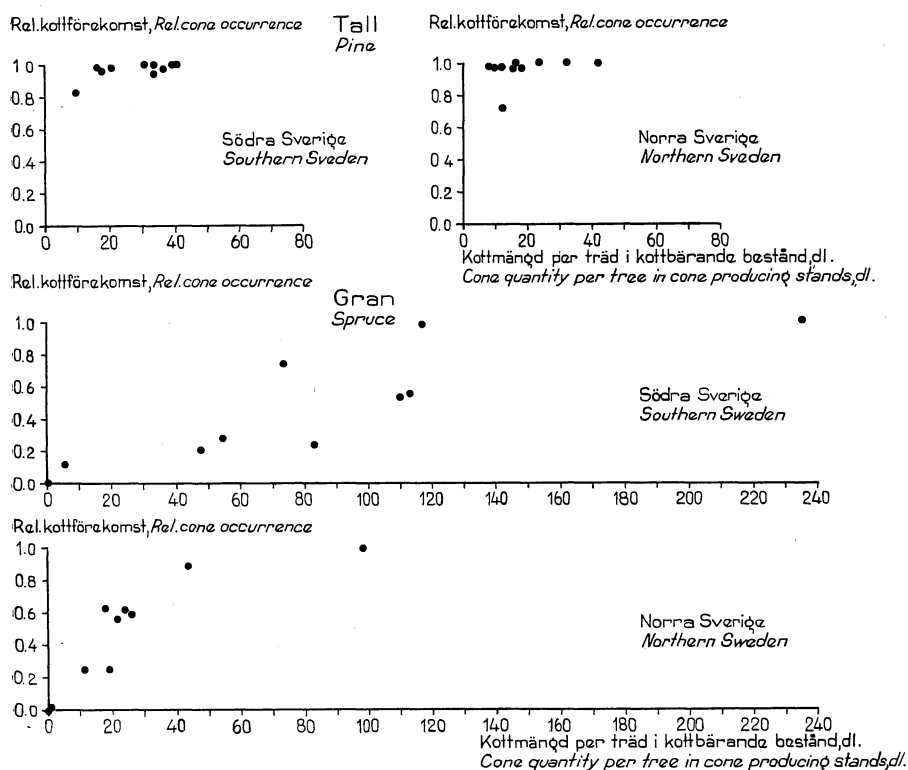 Rel.kottförekomst, Rel.cone occurrence
Tall
Pine
Rel.kottförekomst, Rel.cone occurrence
1 0
0.8
0.6
0 4
0.2
0.0
0 20 40 60 80
Södra Sverige
Southern Sveden
1 0
0.8
0.6
0 4
0.2
0.0
0 20 40 60 80
Norra Sverige
Northern Sveden
Kottmängd per träd i kottbärande bestånd,dl.
Cone quantity per tree in cone producing stands,dl.
Rel.kottförekomst, Rel.cone occurrence
Gran
Spruce
1.0
0.8
0.6
0.4
0.2
0.0
0 20 40 60 80 100 120 140 160 180 200 220 240
Södra Sverige
Southern Sweden
Rel.kottförekomst, Rel.cone occurrence
1.0
0.8
0.6
0.4
0.2
0.0
0 20 40 60 80 100 120 140 160 180 200 220 240
Norra Sverige
Northern Sweden
Kottmängd per träd i kottbärande bestånd,dl.
Cone quantity per tree in cone producing stands,dl.